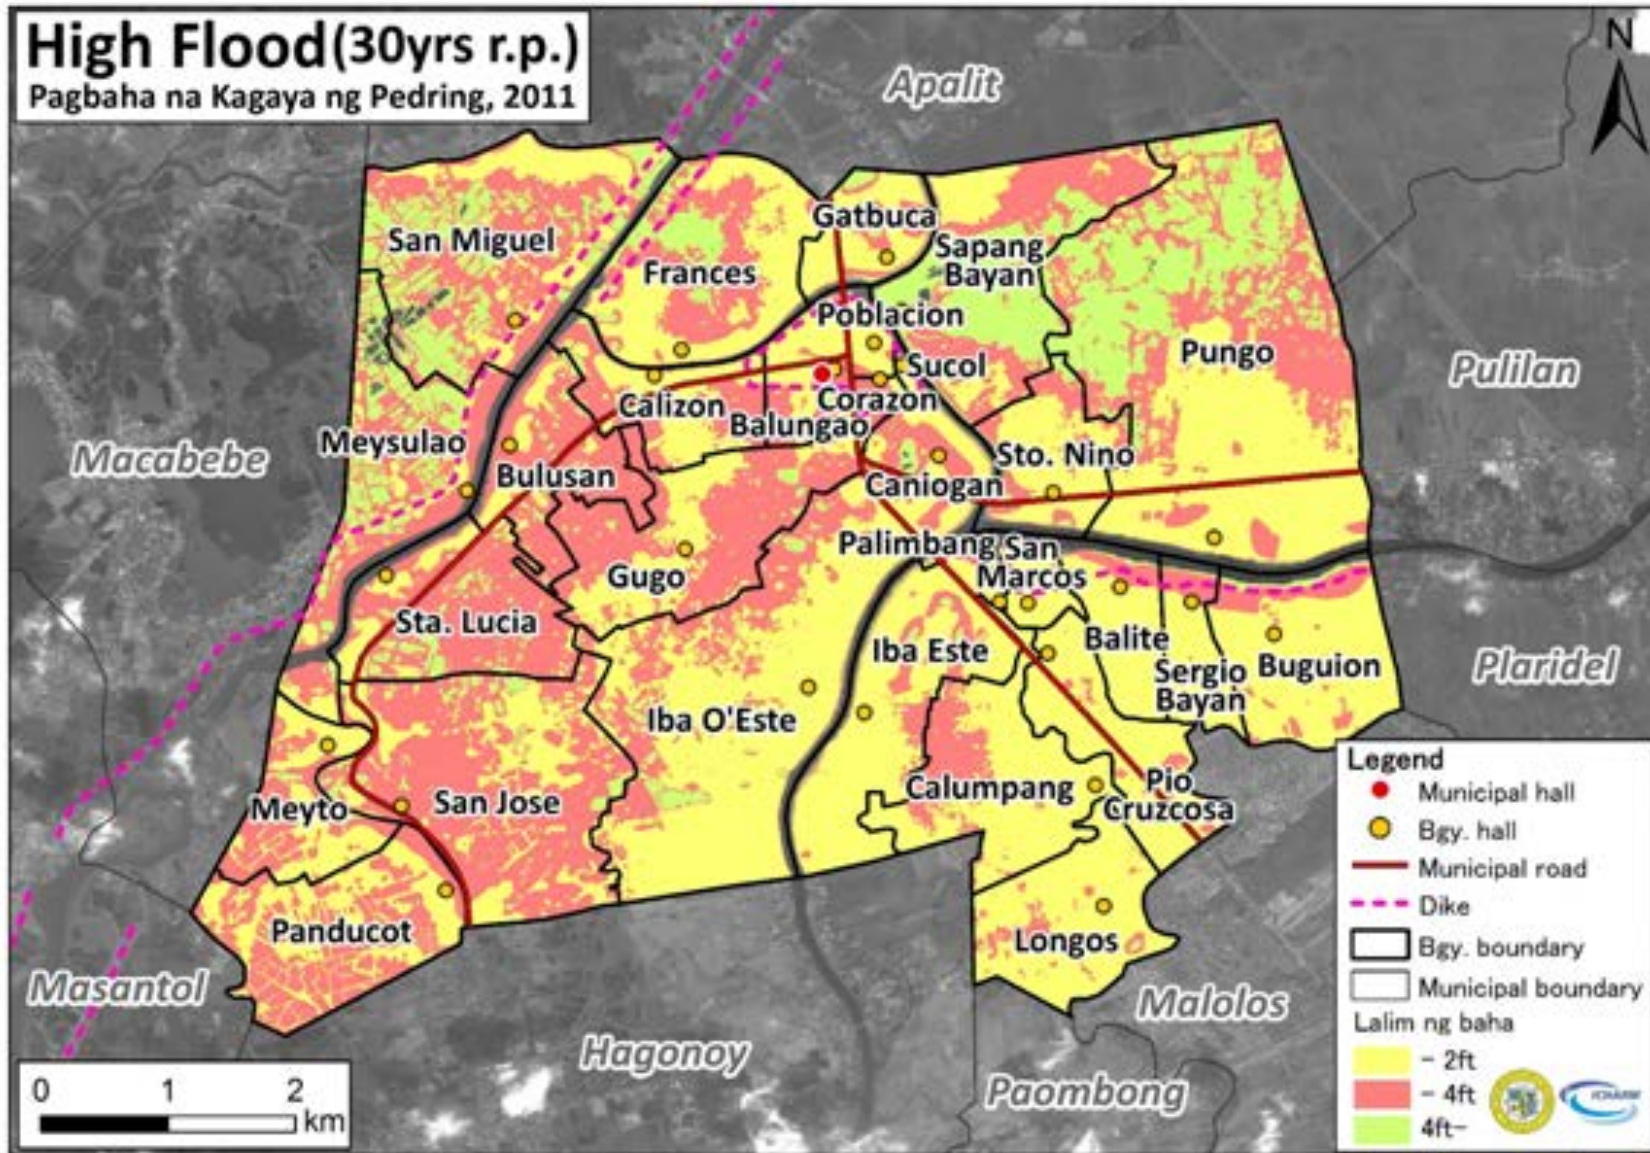 High Flood (30yrs r.p.)
Pagbaha na Kagaya ng Pedring, 2011
N
Apalit
Gatbuca
San Miguel
Sapang
Bayan
Frances
Poblacion
Pungo
Sucol
Pulilan
Calizon
Corazon
Balungao
Meysulao
Macabebe
Sto. Nino
Bulusan
Caniogan
Palimbang
San
Marcos
Gugo
Sta. Lucia
Iba Este
Balite
Sergio
Bayan
Buguion
Plaridel
Iba O'Este
Calumpang
Pio
Cruzcosa
Meyto
San Jose
Panducot
Longos
Masantol
Malolos
Hagonoy
Paombong
0 1 2
km
Legend
Municipal hall
Bgy. hall
Municipal road
Dike
Bgy. boundary
Municipal boundary
Lalim ng baha
- 2ft
- 4ft
4ft-
ICHARM